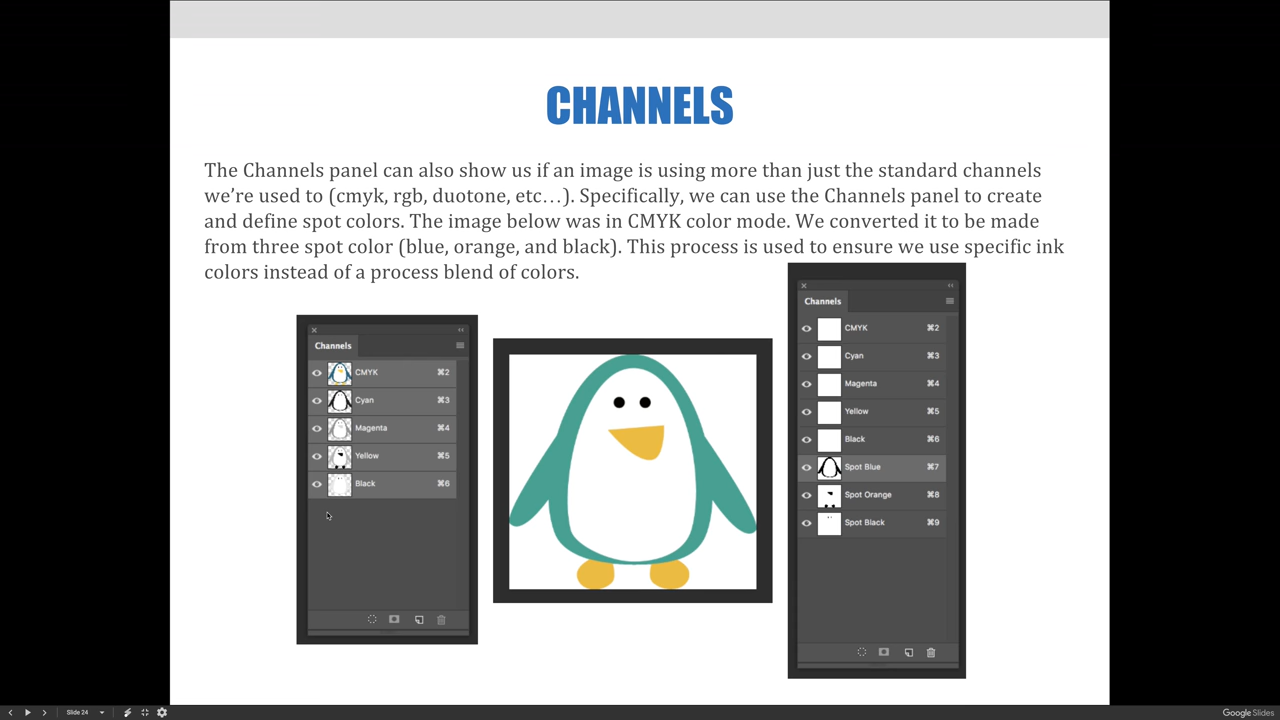 CHANNELS
The Channels panel can also show us if an image is using more than just the standard channels
we're used to (cmyk, rgb, duotone, etc…). Specifically, we can use the Channels panel to create
and define spot colors. The image below was in CMYK color mode. We converted it to be made
from three spot color (blue, orange, and black). This process is used to ensure we use specific ink
colors instead of a process blend of colors.
Channels
CMYK ⌘2
Cyan ⌘3
Magenta ⌘4
Yellow ⌘5
Black ⌘6
Channels
CMYK ⌘2
Cyan ⌘3
Magenta ⌘4
Yellow ⌘5
Black ⌘6
Spot Blue ⌘7
Spot Orange ⌘8
Spot Black ⌘9
Slide 24
Google Slides